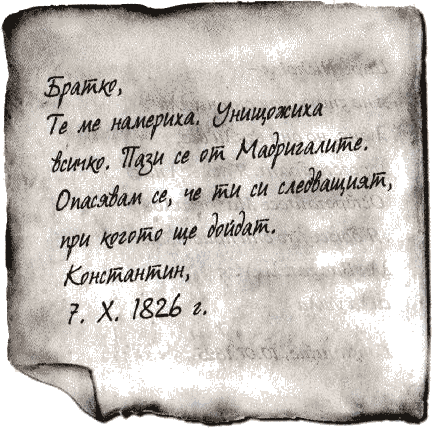 Братко,
Те ме намериха. Унищожиха
всичко. Пази се от Мадригалите.
Опасявам се, че ти си следващият,
при когото ще дойдат.
Константин,
7. X. 1826 г.